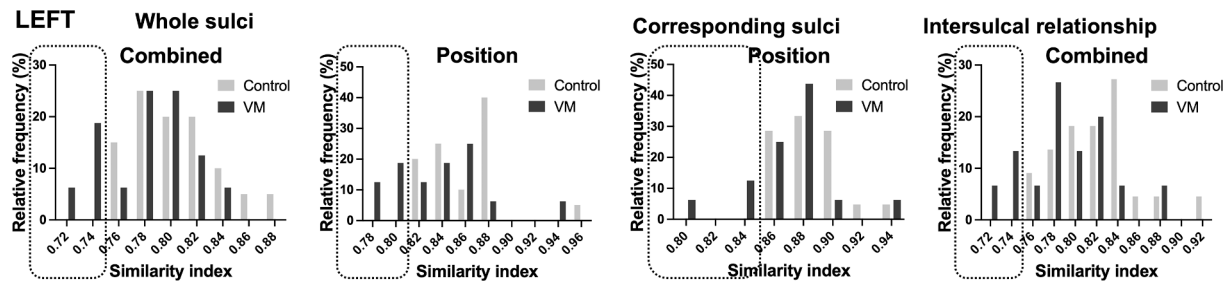 LEFT Whole sulci
Corresponding sulci
Intersulcal relationship
Combined
Relative frequency (%)
30
20
10
0
Control
VM
0.72 0.74 0.76 0.78 0.80 0.82 0.84 0.86 0.88
Similarity index
Position
Relative frequency (%)
50
40
30
20
10
0
0.78 0.80 0.82 0.84 0.86 0.88 0.90 0.92 0.94 0.96
Similarity index
Position
Relative frequency (%)
50
40
30
20
10
0
Control
VM
0.80 0.82 0.84 0.86 0.88 0.90 0.92 0.94
Similarity index
Combined
Relative frequency (%)
30
20
10
0
Control
VM
0.72 0.74 0.76 0.78 0.80 0.82 0.84 0.86 0.88 0.90 0.92
Similarity index